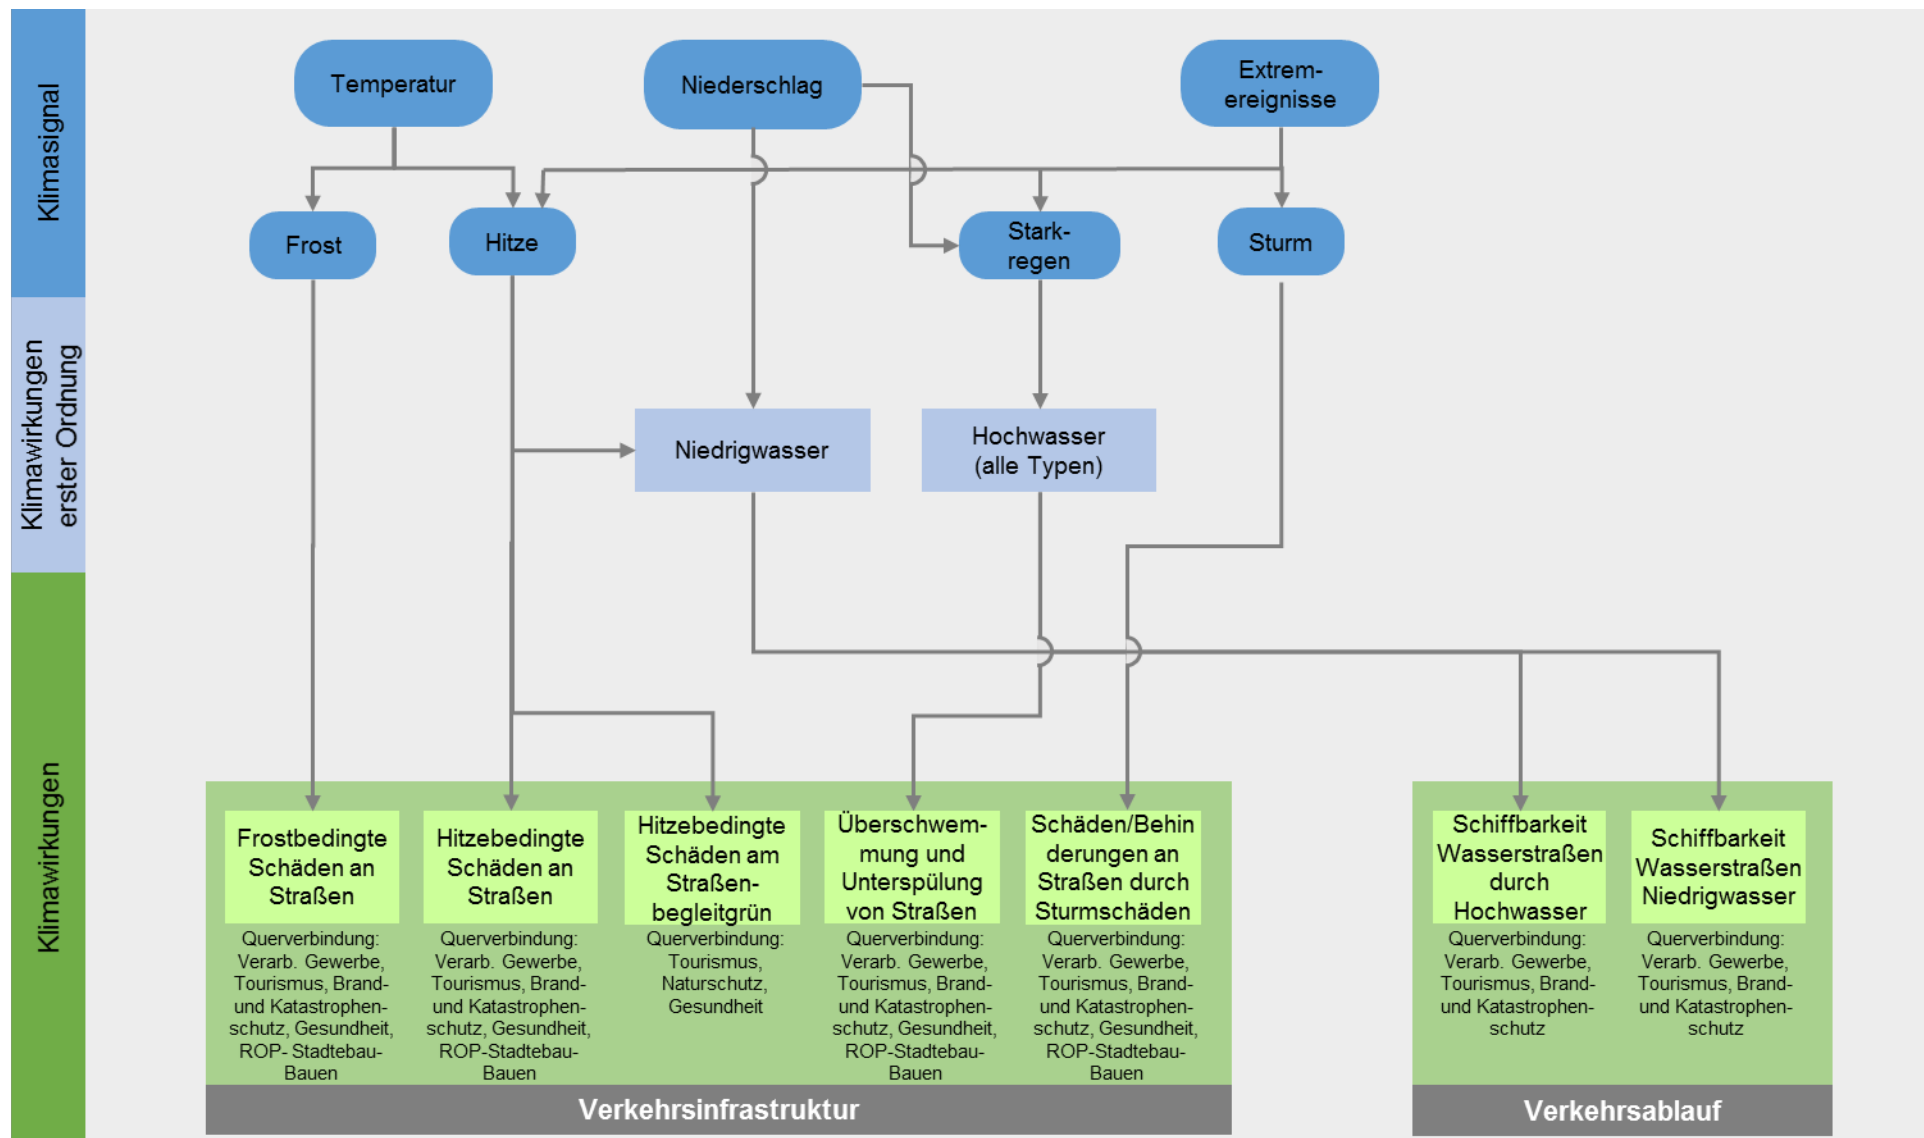 Klimasignal
Temperatur
Niederschlag
Extrem-
ereignisse
Frost
Hitze
Stark-
regen
Sturm
Klimawirkungen
erster Ordnung
Niedrigwasser
Hochwasser
(alle Typen)
Klimawirkungen
Frostbedingte
Schäden an
Straßen
Querverbindung:
Verarb. Gewerbe,
Tourismus, Brand-
und Katastrophen-
schutz, Gesundheit,
ROP- Stadtebau-
Bauen
Hitzebedingte
Schäden an
Straßen
Querverbindung:
Verarb. Gewerbe,
Tourismus, Brand-
und Katastrophen-
schutz, Gesundheit,
ROP-Stadtebau-
Bauen
Hitzebedingte
Schäden am
Straßen-
begleitgrün
Querverbindung:
Tourismus,
Naturschutz,
Gesundheit
Überschwem-
mung und
Unterspülung
von Straßen
Querverbindung:
Verarb. Gewerbe,
Tourismus, Brand-
und Katastrophen-
schutz, Gesundheit,
ROP-Stadtebau-
Bauen
Schäden/Behin
derungen an
Straßen durch
Sturmschäden
Querverbindung:
Verarb. Gewerbe,
Tourismus, Brand-
und Katastrophen-
schutz, Gesundheit,
ROP-Stadtebau-
Bauen
Verkehrsinfrastruktur
Schiffbarkeit
Wasserstraßen
durch
Hochwasser
Querverbindung:
Verarb. Gewerbe,
Tourismus, Brand-
und Katastrophen-
schutz
Schiffbarkeit
Wasserstraßen
Niedrigwasser
Querverbindung:
Verarb. Gewerbe,
Tourismus, Brand-
und Katastrophen-
schutz
Verkehrsablauf